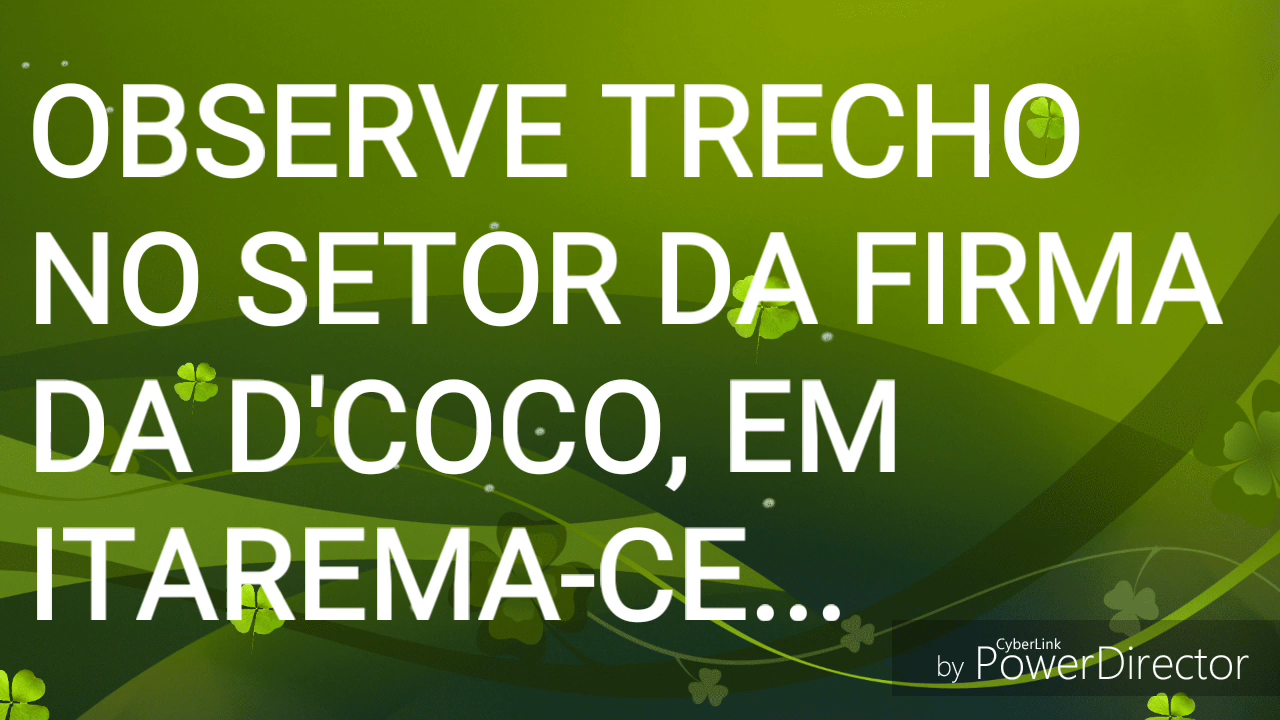 OBSERVE TRECHO
NO SETOR DA FIRMA
DA D'COCO, EM
ITAREMA-CE...
CyberLink
by PowerDirector